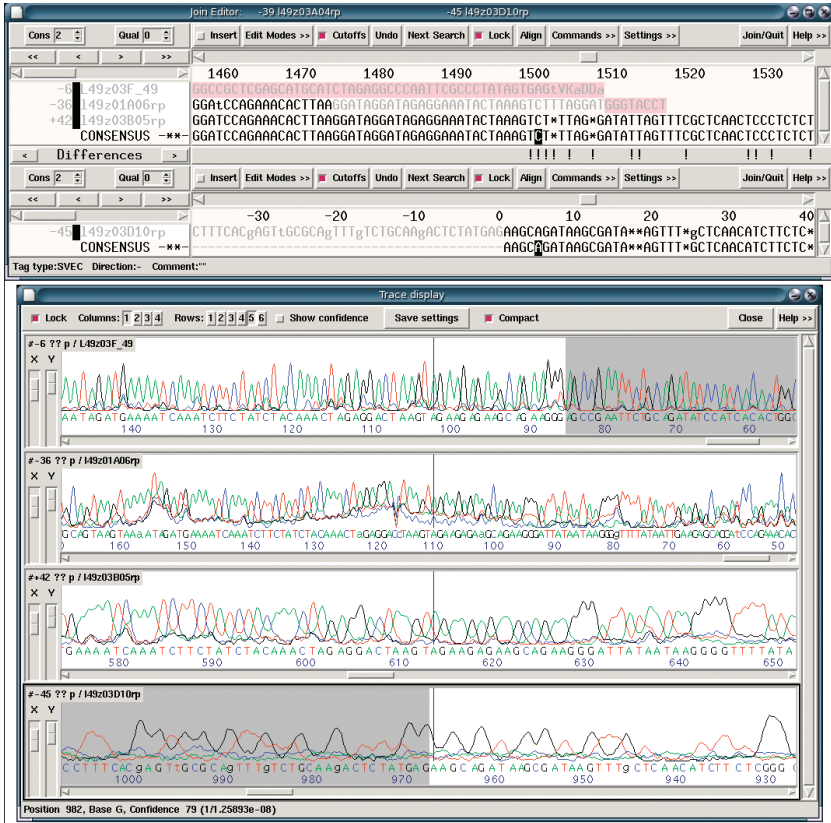 Join Editor: -39 l49z03A04rp -45 l49z03D10rp
Cons 2 Qual 0 Insert Edit Modes >> Cutoffs Undo Next Search Lock Align Commands >> Settings >> Join/Quit Help >>
<< < > >>
1460 1470 1480 1490 1500 1510 1520 1530
-6 L49z03F_49 GGCCGCTCGAGCATGCATCTAGAGGCCCAATTCGCCCTATAGTGAGtVKaDDa
-36 l49z01A06rp GGAtCCAGAAACACTTAAGGATAGGATAGAGGAAATACTAAAGTCTTTAGGATGGGTACCT
+42 l49z03B05rp GGATCCAGAAACACTTAAGGATAGGATAGAGGAAATACTAAAGTCT*TTAG*GATATTAGTTTCGCTCAACTCCCTCTCT
CONSENSUS -**- GGATCCAGAAACACTTAAGGATAGGATAGAGGAAATACTAAAGTCT*TTAG*GATATTAGTTTCGCTCAACTCCCTCTCT
< Differences > !!!! ! ! !! ! !! ! !
Cons 2 Qual 0 Insert Edit Modes >> Cutoffs Undo Next Search Lock Align Commands >> Settings >> Join/Quit Help >>
<< < > >>
-30 -20 -10 0 10 20 30 40
-45 l49z03D10rp CTTTCACgAGTtGCGCAgTTTgTCTGCAAgACTCTATGAGAAGCAGATAAGCGATA**AGTTT*gCTCAACATCTTCTC*
CONSENSUS -**- ----------------------------------------AAGCAGATAAGCGATA**AGTTT*GCTCAACATCTTCTC*
Tag type:SVEC Direction:- Comment:""
Trace display
Lock Columns: 1 2 3 4 Rows: 1 2 3 4 5 6 Show confidence Save settings Compact Close Help >>
#-6 ?? p / L49z03F_49
X Y
AATAGATGAAAATCAAATCTTCTATCTACAAACTAGAGGACTAAGTAGAAGAGAAGCAGAAGGGAGCCGAATTCTGCAGATATCCATCACACTGGC
140 130 120 110 100 90 80 70 60
#-36 ?? p / l49z01A06rp
X Y
GCAGTAAGTAAaATAGATGAAAATCAAATCTTCTATCTACAAACTaGAGGAcctAAGTAGAAGAGAAgCAGAAGGgATTATAATAAGgggTTTTATAATTGAAGAGCAGGAtCCAGAAACAC
160 150 140 130 120 110 100 90 80 70 60 50
#+42 ?? p / l49z03B05rp
X Y
GAAAATCAAATCTTCTATCTACAAACTAGAGGACTAAGTAGAAGAGAAGCAGAAGGGATTATAATAAGGGGTTTTATA
580 590 600 610 620 630 640 650
#-45 ?? p / l49z03D10rp
X Y
CCTTTCACgAGTtGCGCAgTTTgTCTGCAAgACTCTATGAGAAGCAGATAAGCGATAAGTTTgCTCAACATCTTCTCGGG
1000 990 980 970 960 950 940 930
Position 982, Base G, Confidence 79 (1/1.25893e-08)